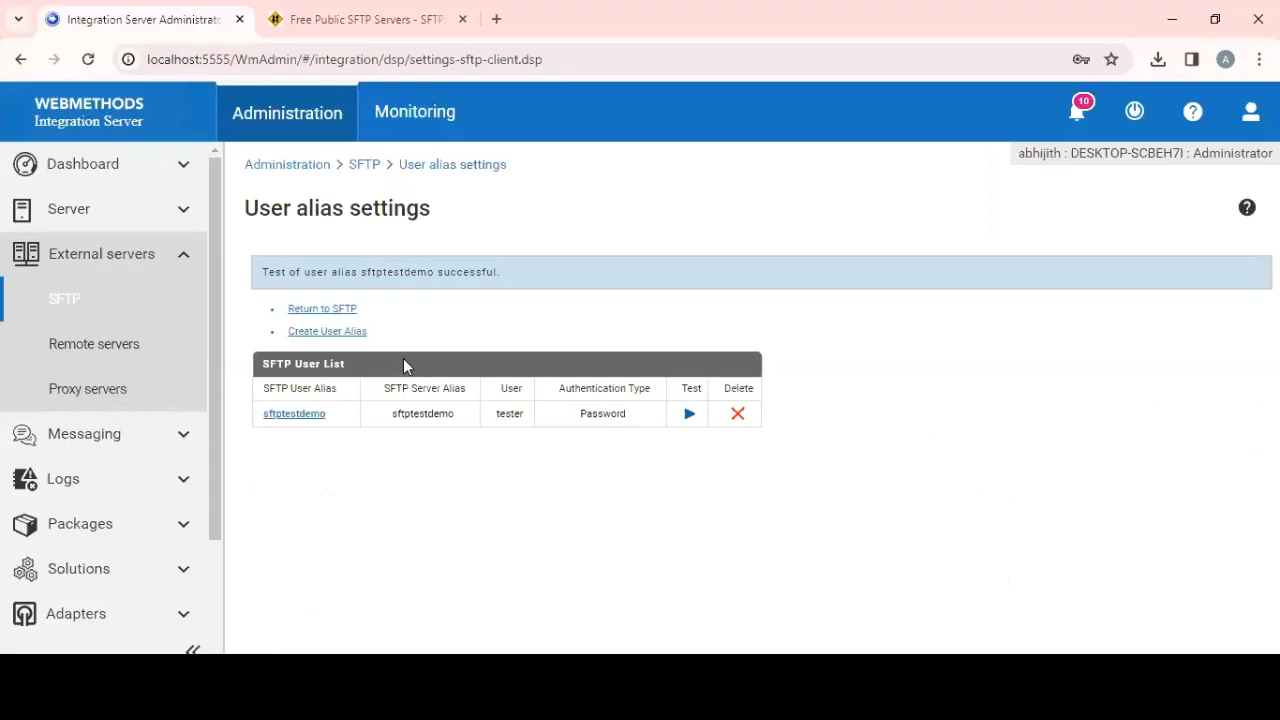 Integration Server Administrat
Free Public SFTP Servers - SFTP
localhost:5555/WmAdmin/#/integration/dsp/settings-sftp-client.dsp
A
WEBMETHODS
Integration Server
Administration
Monitoring
10
abhijith : DESKTOP-SCBEH7I : Administrator
Dashboard
Server
External servers
SFTP
Remote servers
Proxy servers
Messaging
Logs
Packages
Solutions
Adapters
Administration > SFTP > User alias settings
User alias settings
Test of user alias sftptestdemo successful.
Return to SFTP
Create User Alias
SFTP User List
SFTP User Alias SFTP Server Alias User Authentication Type Test Delete
sftptestdemo sftptestdemo tester Password